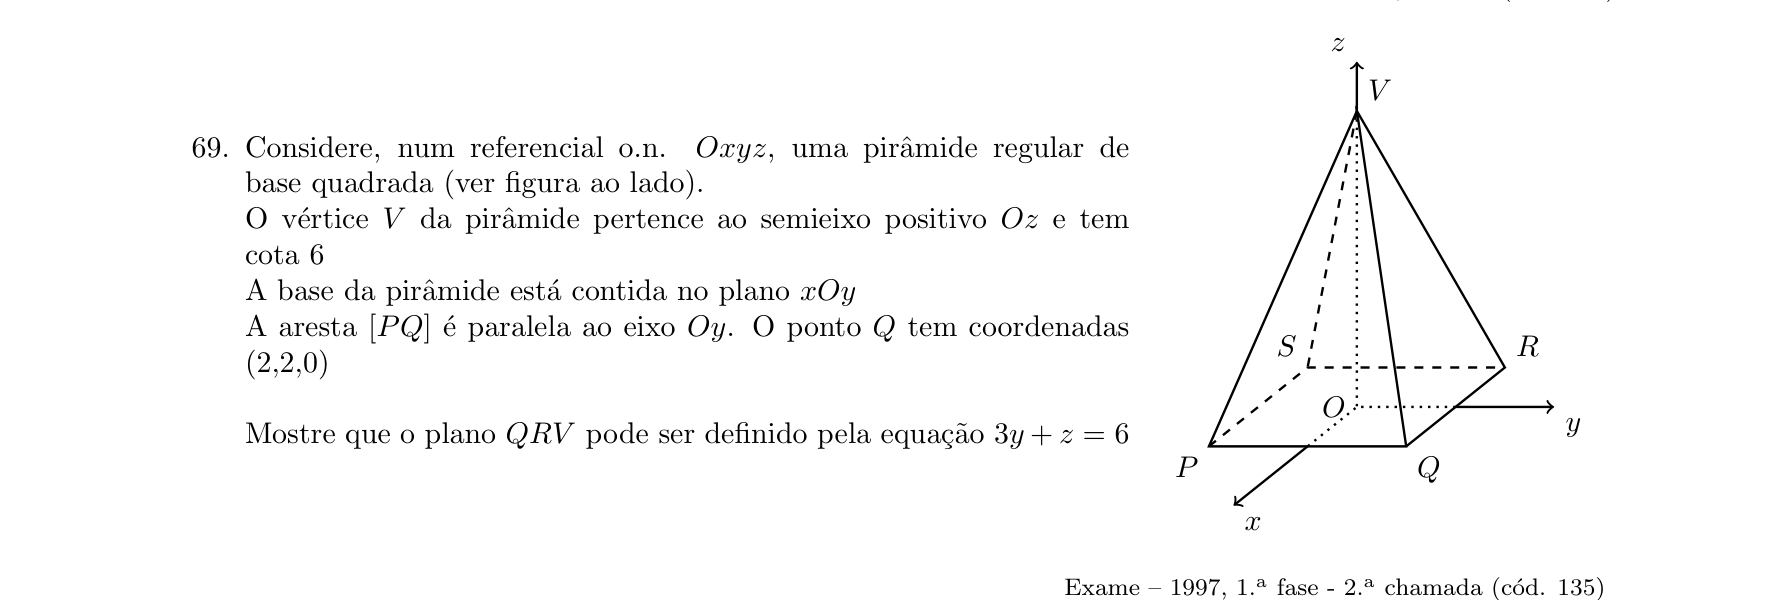 69. Considere, num referencial o.n. Oxyz, uma pirâmide regular de
base quadrada (ver figura ao lado).
O vértice V da pirâmide pertence ao semieixo positivo Oz e tem
cota 6
A base da pirâmide está contida no plano xOy
A aresta [PQ] é paralela ao eixo Oy. O ponto Q tem coordenadas
(2,2,0)
Mostre que o plano QRV pode ser definido pela equação 3y + z = 6
z
V
S
R
O
y
P
Q
x
Exame – 1997, 1.ª fase - 2.ª chamada (cód. 135)